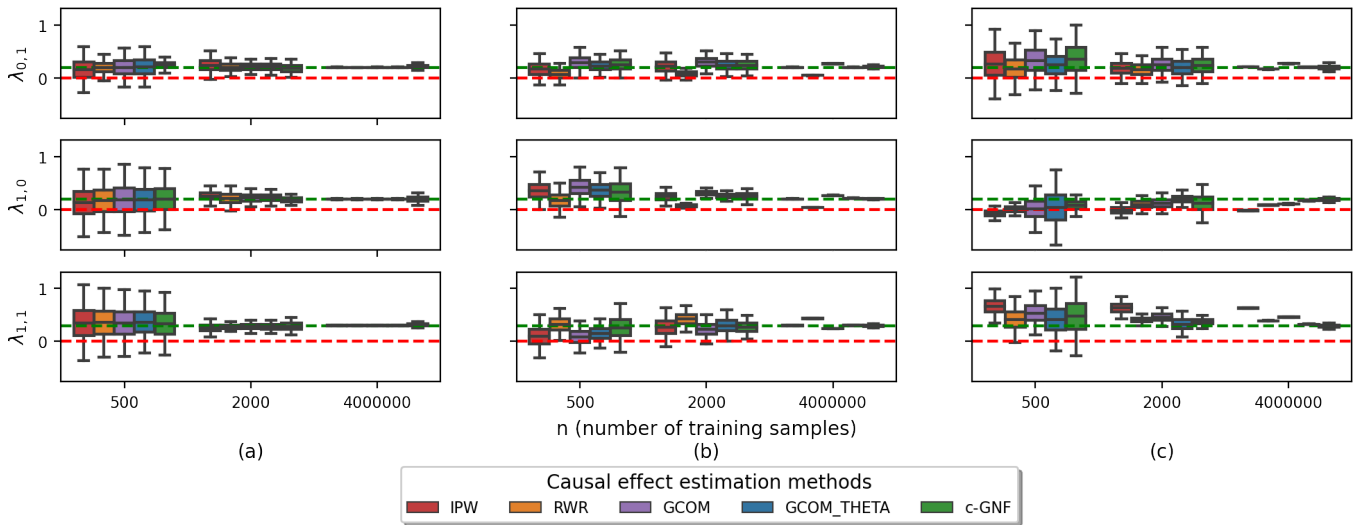 λ0,1
1
0
λ1,0
1
0
λ1,1
1
0
500 2000 4000000
500 2000 4000000
500 2000 4000000
n (number of training samples)
(a) (b) (c)
Causal effect estimation methods
IPW RWR GCOM GCOM_THETA c-GNF